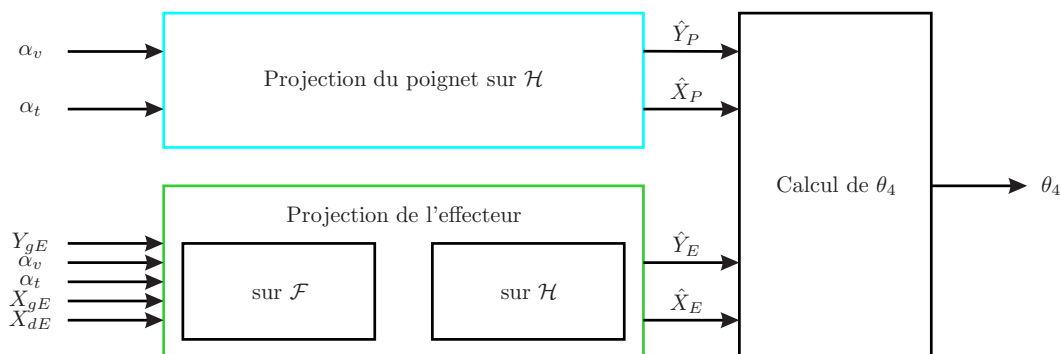 α_v
α_t
Projection du poignet sur ℋ
Ŷ_P
X̂_P
Calcul de θ_4
θ_4
Projection de l'effecteur
Y_gE
α_v
α_t
X_gE
X_dE
sur ℱ
sur ℋ
Ŷ_E
X̂_E